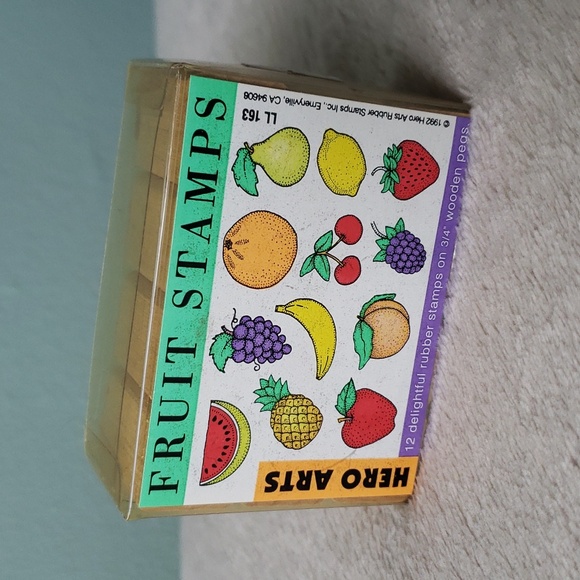 FRUIT STAMPS
LL 163
©1992 Hero Arts Rubber Stamps Inc., Emeryville, CA 94608
12 delightful rubber stamps on 3/4" wooden pegs
HERO ARTS